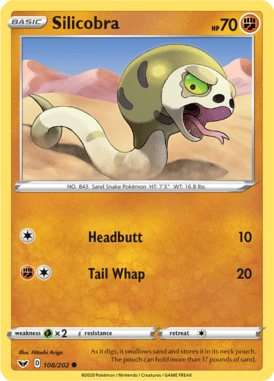 BASIC Silicobra HP 70
NO. 843 Sand Snake Pokémon HT: 7'3" WT: 16.8 lbs.
Headbutt 10
Tail Whap 20
weakness ×2 resistance retreat
Illus. Hitoshi Ariga
D 108/202 ●
As it digs, it swallows sand and stores it in its neck pouch.
The pouch can hold more than 17 pounds of sand.
©2020 Pokémon / Nintendo / Creatures / GAME FREAK